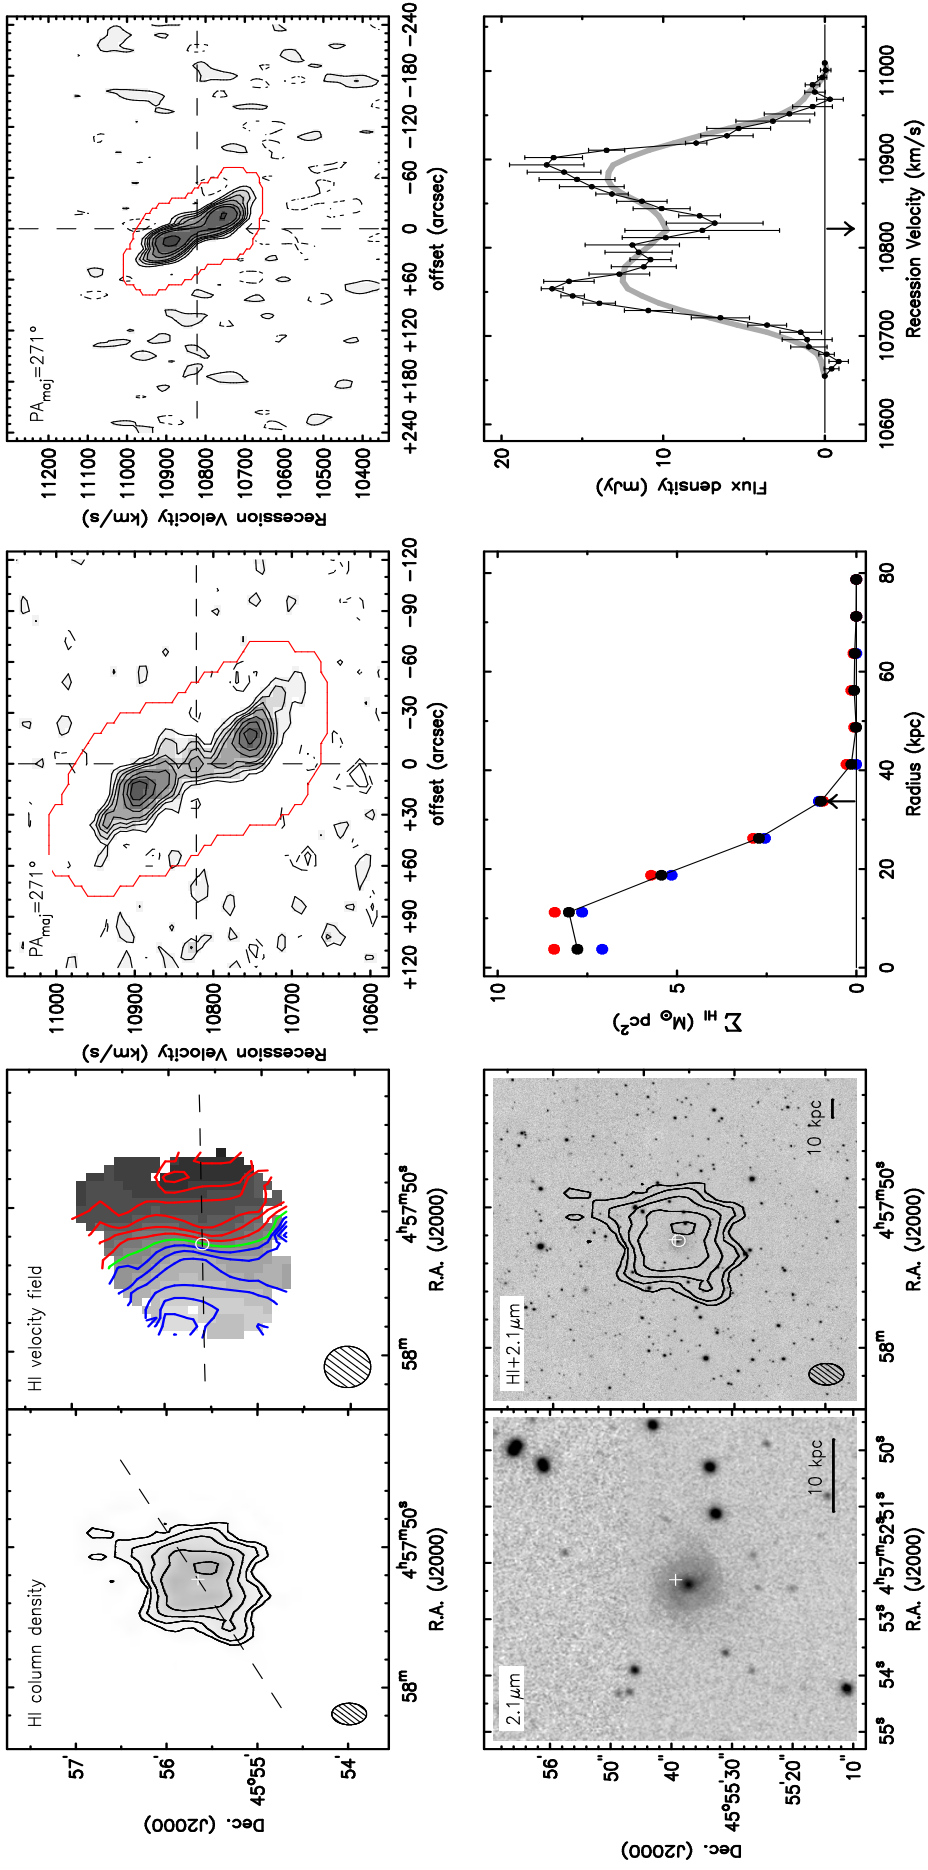 HI column density
57'
56'
45°55'
54'
Dec. (J2000)
58ᵐ
4ʰ57ᵐ50ˢ
R.A. (J2000)
HI velocity field
58ᵐ
4ʰ57ᵐ50ˢ
R.A. (J2000)
PA_maj=271°
11000
10900
10800
10700
10600
Recession Velocity (km/s)
+120 +90 +60 +30 0 −30 −60 −90 −120
offset (arcsec)
PA_maj=271°
11200
11100
11000
10900
10800
10700
10600
10500
10400
Recession Velocity (km/s)
+240 +180 +120 +60 0 −60 −120 −180 −240
offset (arcsec)
2.1μm
10 kpc
56'
50"
40"
45°55'30"
55'20"
10"
Dec. (J2000)
55ˢ 54ˢ 53ˢ 4ʰ57ᵐ52ˢ 51ˢ 50ˢ
R.A. (J2000)
HI+2.1μm
10 kpc
58ᵐ
4ʰ57ᵐ50ˢ
R.A. (J2000)
10
5
0
Σ HI (M⊙ pc²)
0 20 40 60 80
Radius (kpc)
20
10
0
Flux density (mJy)
10600 10700 10800 10900 11000
Recession Velocity (km/s)